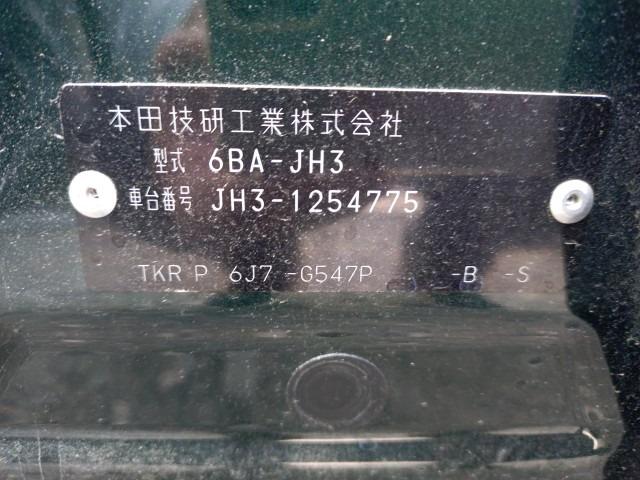 本田技研工業株式会社
型式 6BA-JH3
車台番号 JH3-1254775
TKR P 6J7 -G547P -B -S